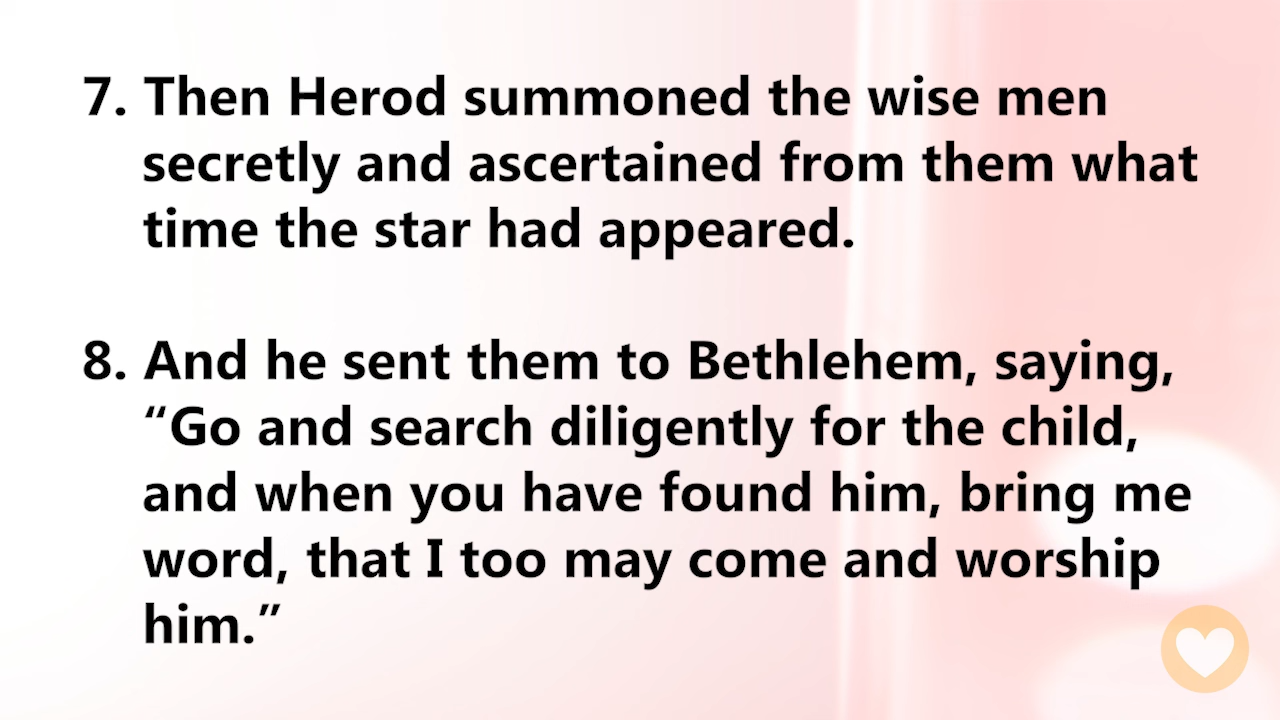 7. Then Herod summoned the wise men
secretly and ascertained from them what
time the star had appeared.
8. And he sent them to Bethlehem, saying,
“Go and search diligently for the child,
and when you have found him, bring me
word, that I too may come and worship
him.”